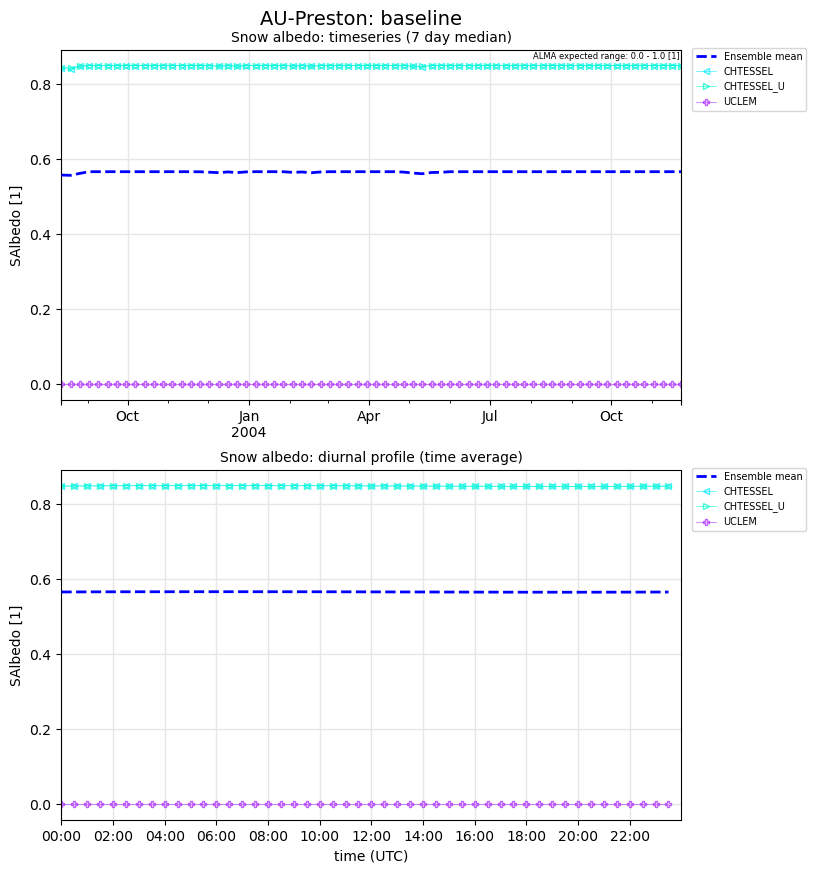 AU-Preston: baseline
Snow albedo: timeseries (7 day median)
ALMA expected range: 0.0 - 1.0 [1]
Ensemble mean
CHTESSEL
CHTESSEL_U
UCLEM
SAlbedo [1]
0.8
0.6
0.4
0.2
0.0
Oct Jan Apr Jul Oct
2004
Snow albedo: diurnal profile (time average)
Ensemble mean
CHTESSEL
CHTESSEL_U
UCLEM
SAlbedo [1]
0.8
0.6
0.4
0.2
0.0
00:00 02:00 04:00 06:00 08:00 10:00 12:00 14:00 16:00 18:00 20:00 22:00
time (UTC)